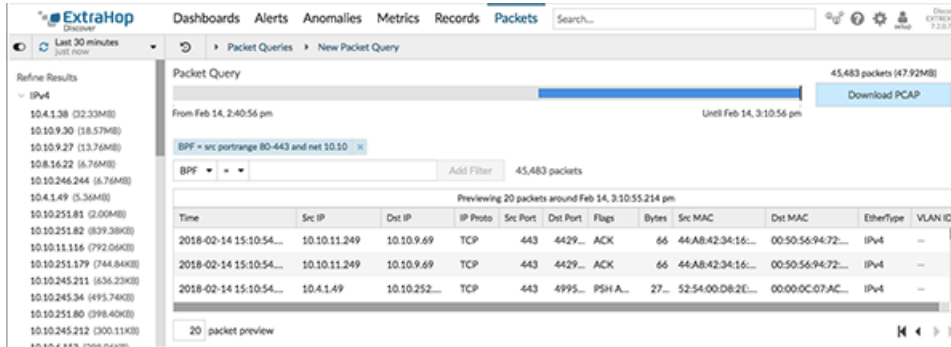 ExtraHop
Discover
Dashboards Alerts Anomalies Metrics Records Packets Search...
Last 30 minutes
just now
Packet Queries New Packet Query
Refine Results
IPv4
10.4.1.38 (32.33MB)
10.10.9.30 (18.57MB)
10.10.9.27 (13.76MB)
10.8.16.22 (6.76MB)
10.10.246.244 (6.76MB)
10.4.1.49 (5.36MB)
10.10.251.81 (2.00MB)
10.10.251.82 (839.38KB)
10.10.11.116 (792.06KB)
10.10.251.179 (744.84KB)
10.10.245.211 (636.23KB)
10.10.245.34 (495.74KB)
10.10.251.80 (398.40KB)
10.10.245.212 (300.11KB)
Packet Query
45,483 packets (47.92MB)
Download PCAP
From Feb 14, 2:40:56 pm
Until Feb 14, 3:10:56 pm
BPF = src portrange 80-443 and net 10.10 ×
BPF = Add Filter 45,483 packets
Previewing 20 packets around Feb 14, 3:10:55.214 pm
Time Src IP Dst IP IP Proto Src Port Dst Port Flags Bytes Src MAC Dst MAC EtherType VLAN ID
2018-02-14 15:10:54.... 10.10.11.249 10.10.9.69 TCP 443 4429... ACK 66 44:A8:42:34:16:... 00:50:56:94:72:... IPv4 --
2018-02-14 15:10:54.... 10.10.11.249 10.10.9.69 TCP 443 4429... ACK 66 44:A8:42:34:16:... 00:50:56:94:72:... IPv4 --
2018-02-14 15:10:54.... 10.4.1.49 10.10.252.... TCP 443 4995... PSH A... 27... 52:54:00:D8:2E:... 00:00:0C:07:AC... IPv4 --
20 packet preview